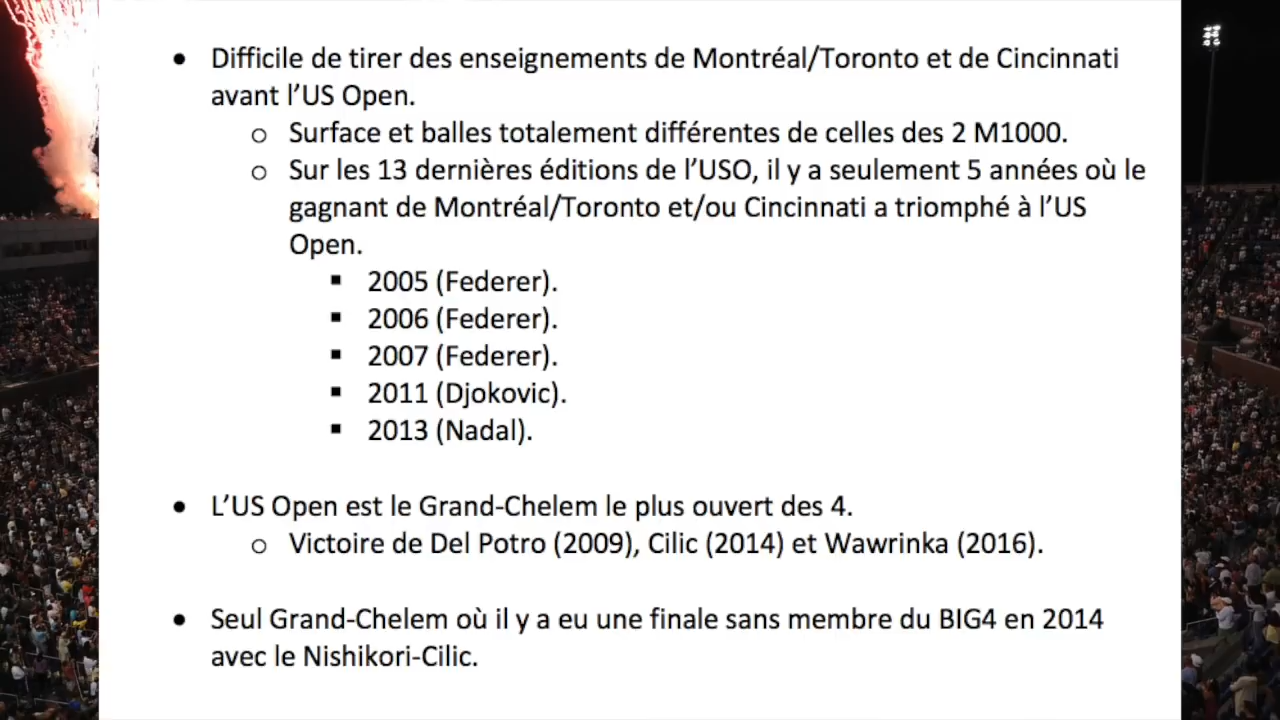 • Difficile de tirer des enseignements de Montréal/Toronto et de Cincinnati
avant l’US Open.
o Surface et balles totalement différentes de celles des 2 M1000.
o Sur les 13 dernières éditions de l’USO, il y a seulement 5 années où le
gagnant de Montréal/Toronto et/ou Cincinnati a triomphé à l’US
Open.
▪ 2005 (Federer).
▪ 2006 (Federer).
▪ 2007 (Federer).
▪ 2011 (Djokovic).
▪ 2013 (Nadal).
• L’US Open est le Grand-Chelem le plus ouvert des 4.
o Victoire de Del Potro (2009), Cilic (2014) et Wawrinka (2016).
• Seul Grand-Chelem où il y a eu une finale sans membre du BIG4 en 2014
avec le Nishikori-Cilic.